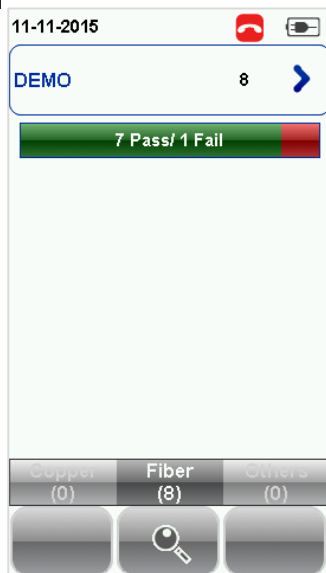 11-11-2015
DEMO 8
7 Pass/ 1 Fail
Copper Fiber Others
(0) (8) (0)